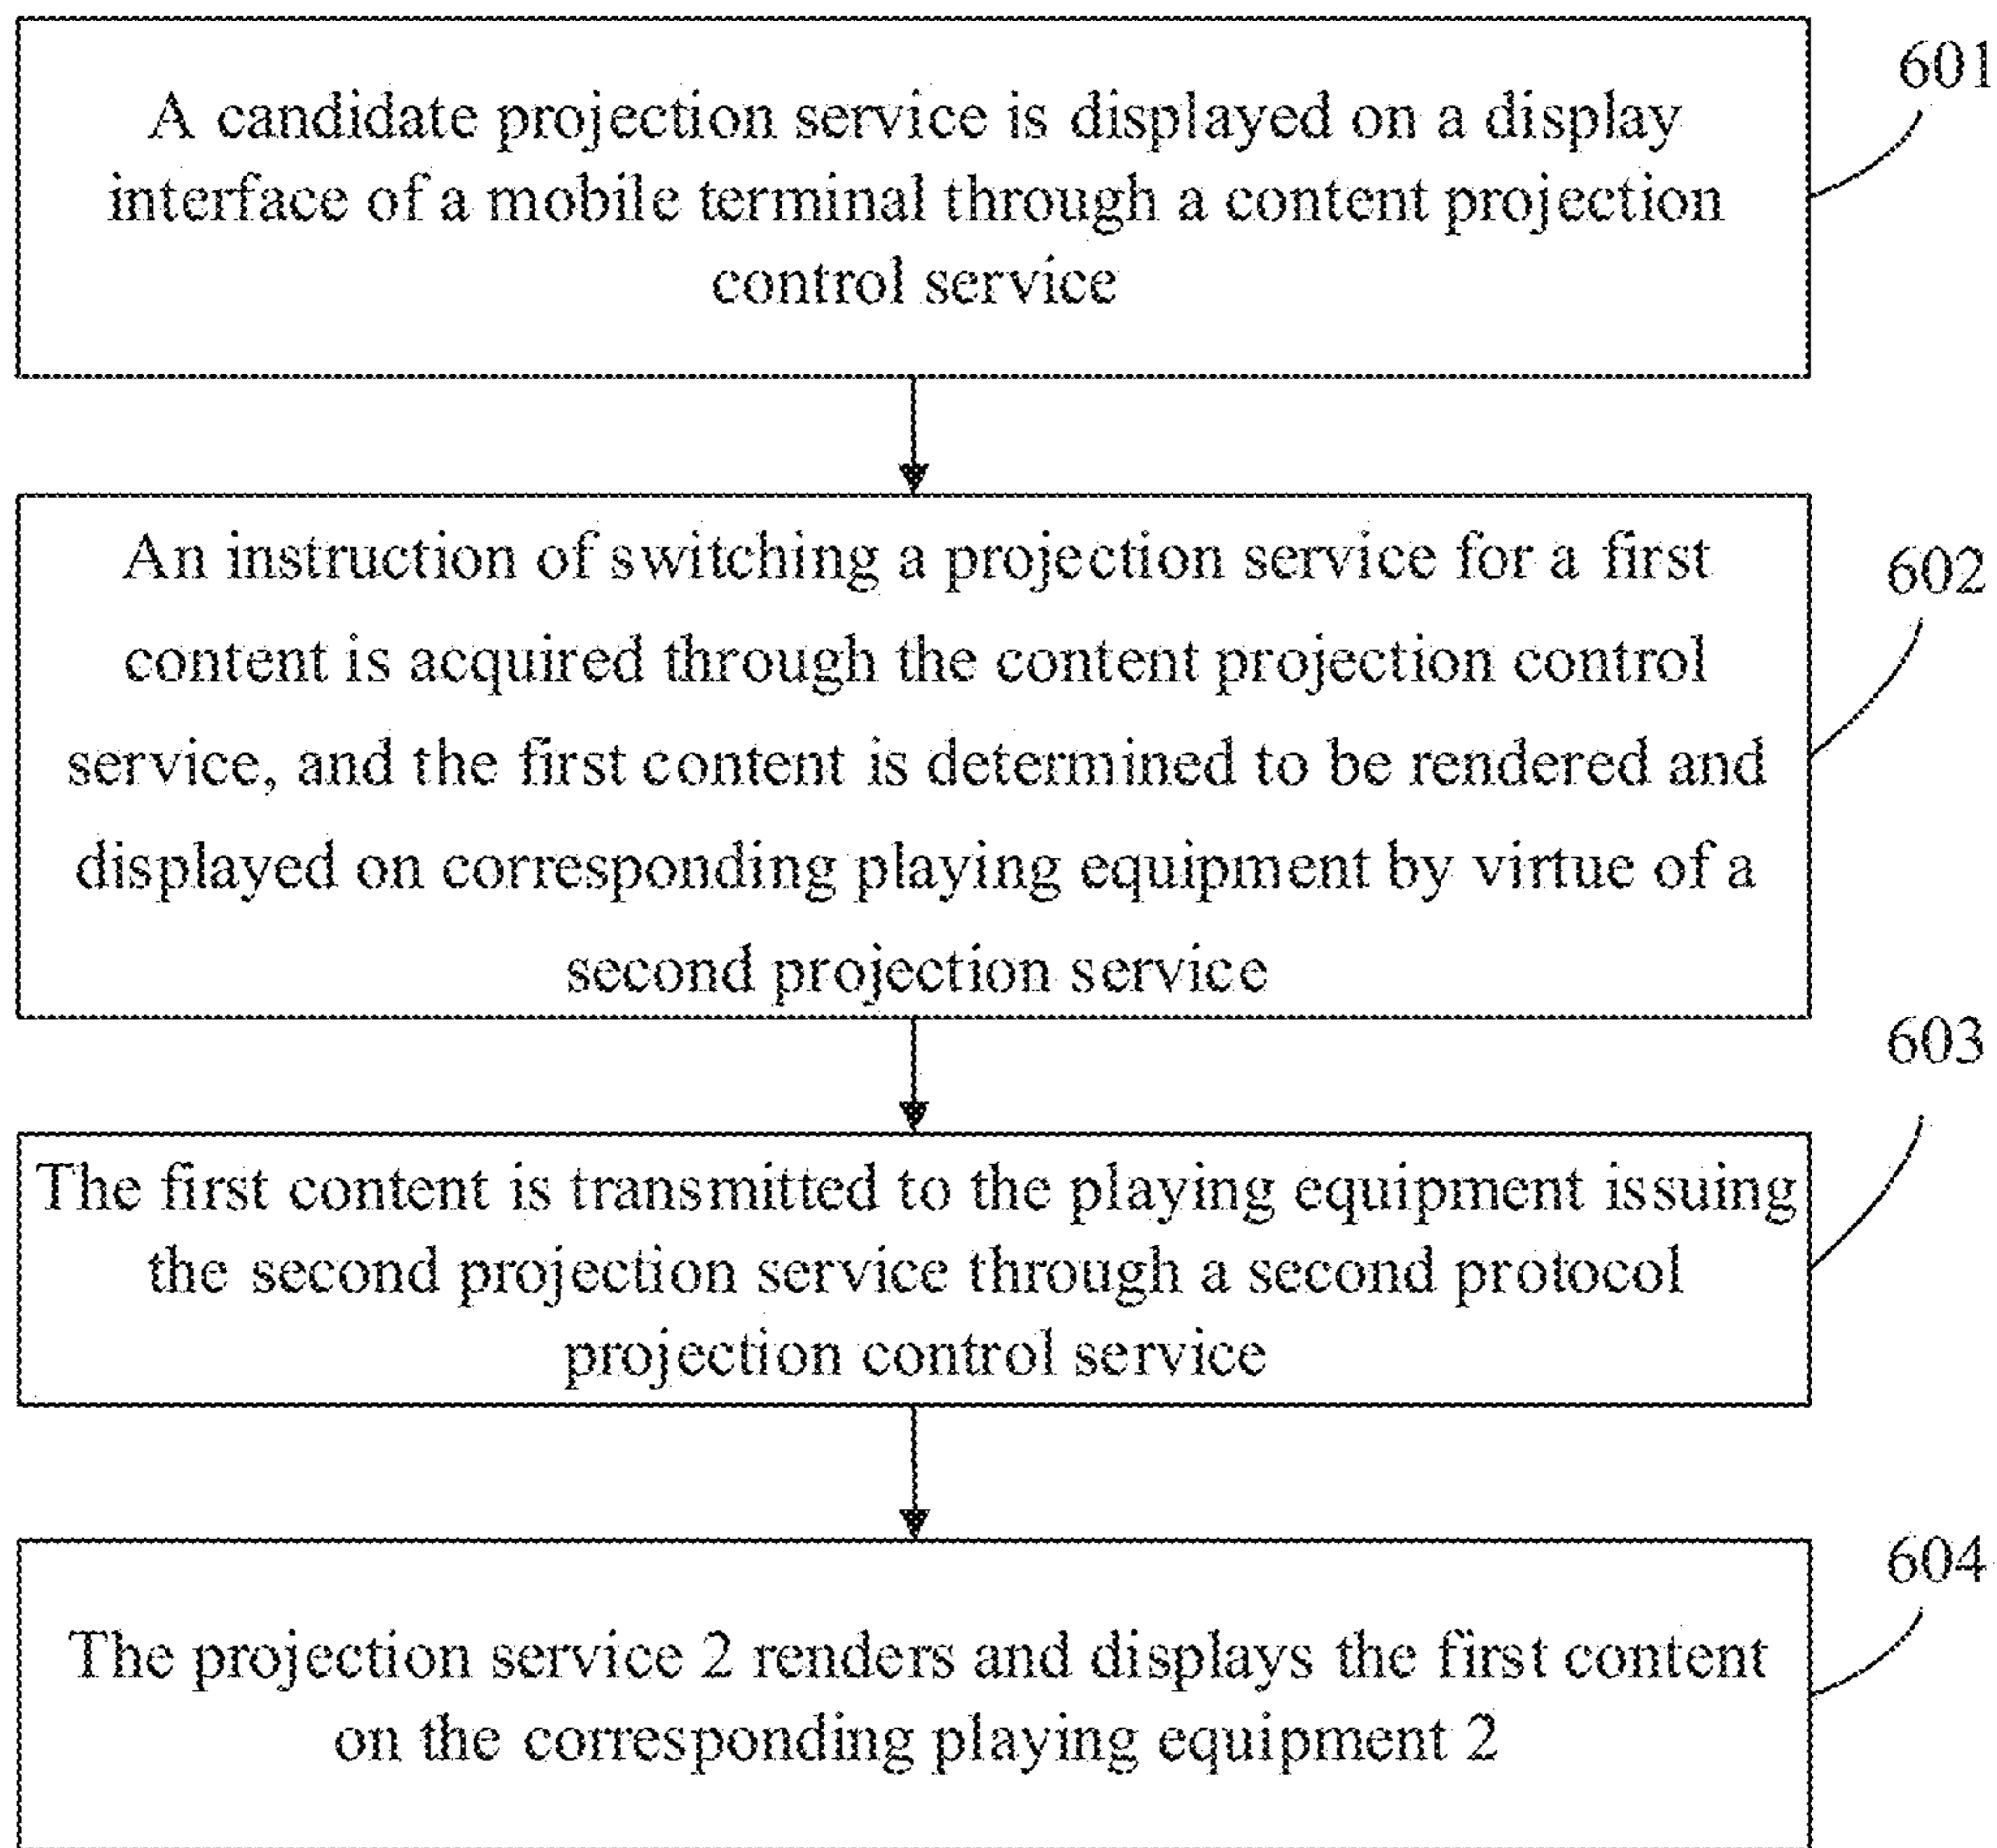 601
A candidate projection service is displayed on a display
interface of a mobile terminal through a content projection
control service
602
An instruction of switching a projection service for a first
content is acquired through the content projection control
service, and the first content is determined to be rendered and
displayed on corresponding playing equipment by virtue of a
second projection service
603
The first content is transmitted to the playing equipment issuing
the second projection service through a second protocol
projection control service
604
The projection service 2 renders and displays the first content
on the corresponding playing equipment 2